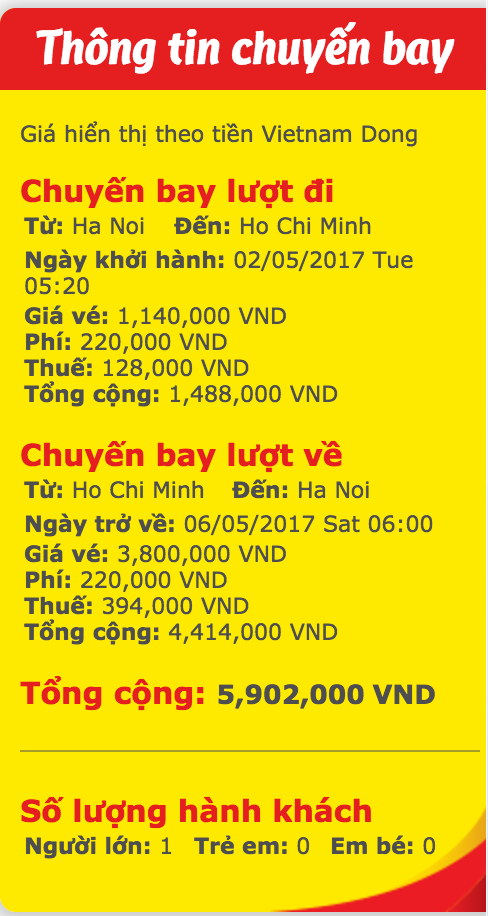 Thông tin chuyến bay
Giá hiển thị theo tiền Vietnam Dong
Chuyến bay lượt đi
Từ: Ha Noi Đến: Ho Chi Minh
Ngày khởi hành: 02/05/2017 Tue
05:20
Giá vé: 1,140,000 VND
Phí: 220,000 VND
Thuế: 128,000 VND
Tổng cộng: 1,488,000 VND
Chuyến bay lượt về
Từ: Ho Chi Minh Đến: Ha Noi
Ngày trở về: 06/05/2017 Sat 06:00
Giá vé: 3,800,000 VND
Phí: 220,000 VND
Thuế: 394,000 VND
Tổng cộng: 4,414,000 VND
Tổng cộng: 5,902,000 VND
Số lượng hành khách
Người lớn: 1 Trẻ em: 0 Em bé: 0